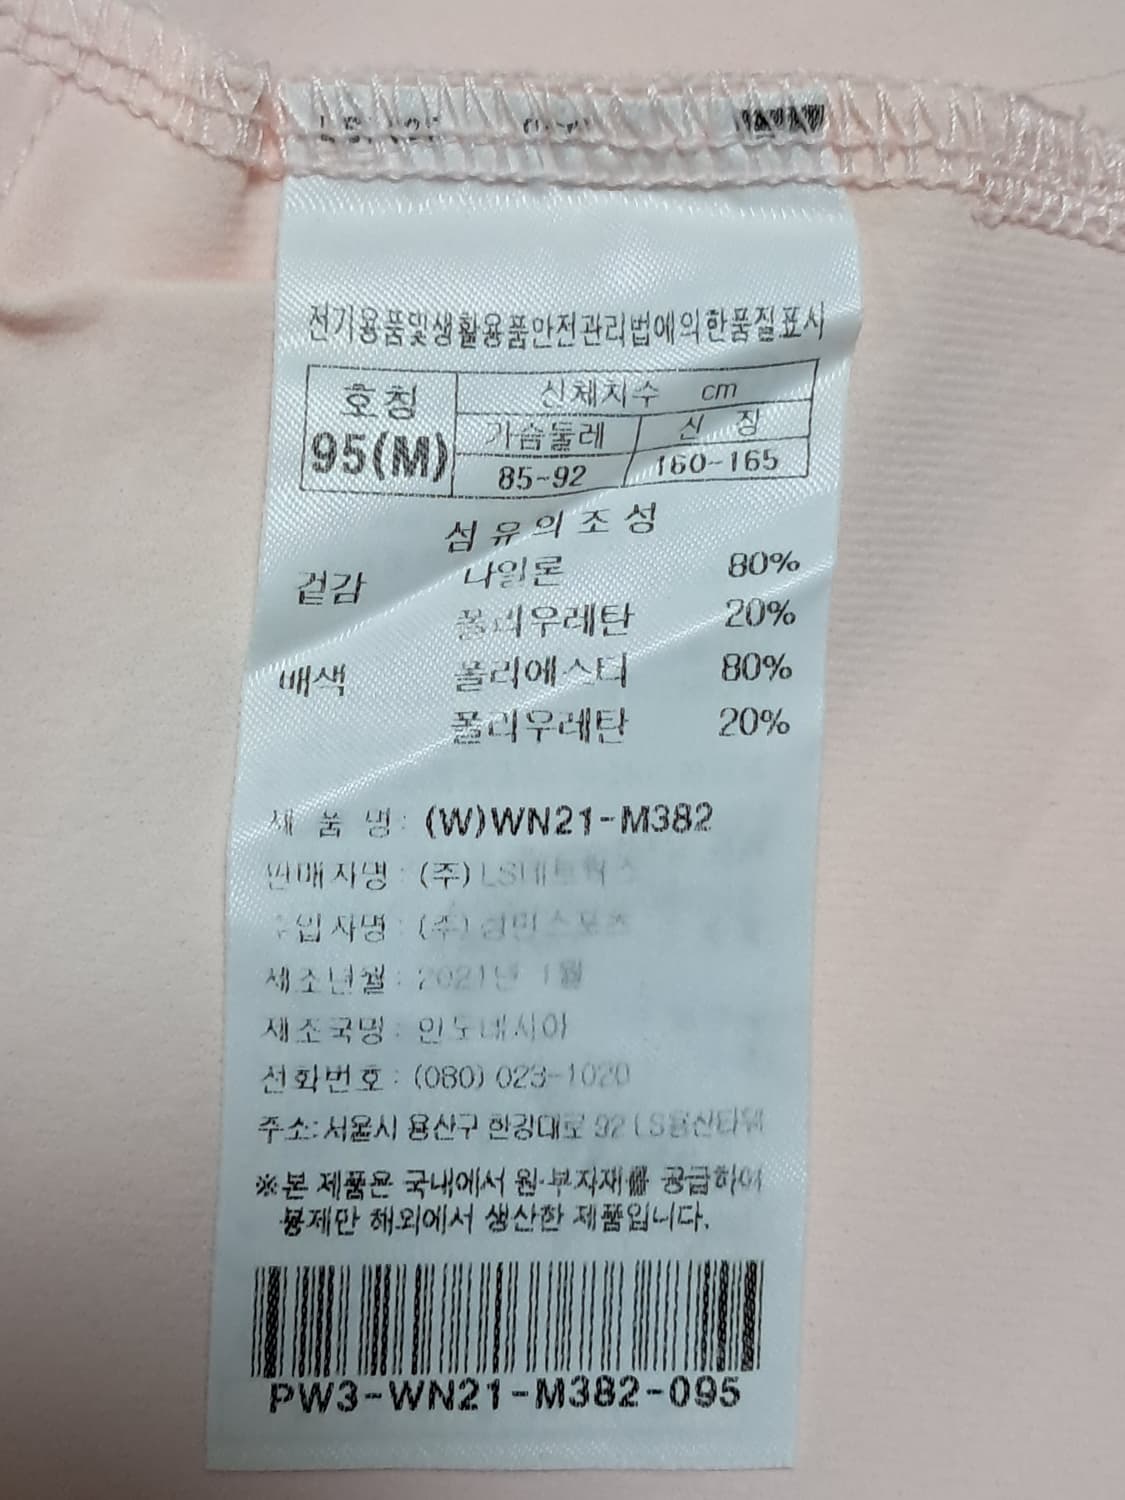 전기용품및생활용품안전관리법에의한품질표시
호칭 신체치수 cm
95(M) 가슴둘레 신 장
85-92 160-165
섬유의조성
겉감 나일론 80%
폴리우레탄 20%
배색 폴리에스터 80%
폴리우레탄 20%
제 품 명 : (W)WN21-M382
판매자명 : (주)LS네트웍스
수입자명 : (주)
제조년월 : 2021년 1월
제조국명 : 인도네시아
전화번호 : (080) 023-1020
주소: 서울시 용산구 한강대로 92 LS용산타워
※본 제품은 국내에서 원·부자재를 공급하여
봉제만 해외에서 생산한 제품입니다.
PW3-WN21-M382-095